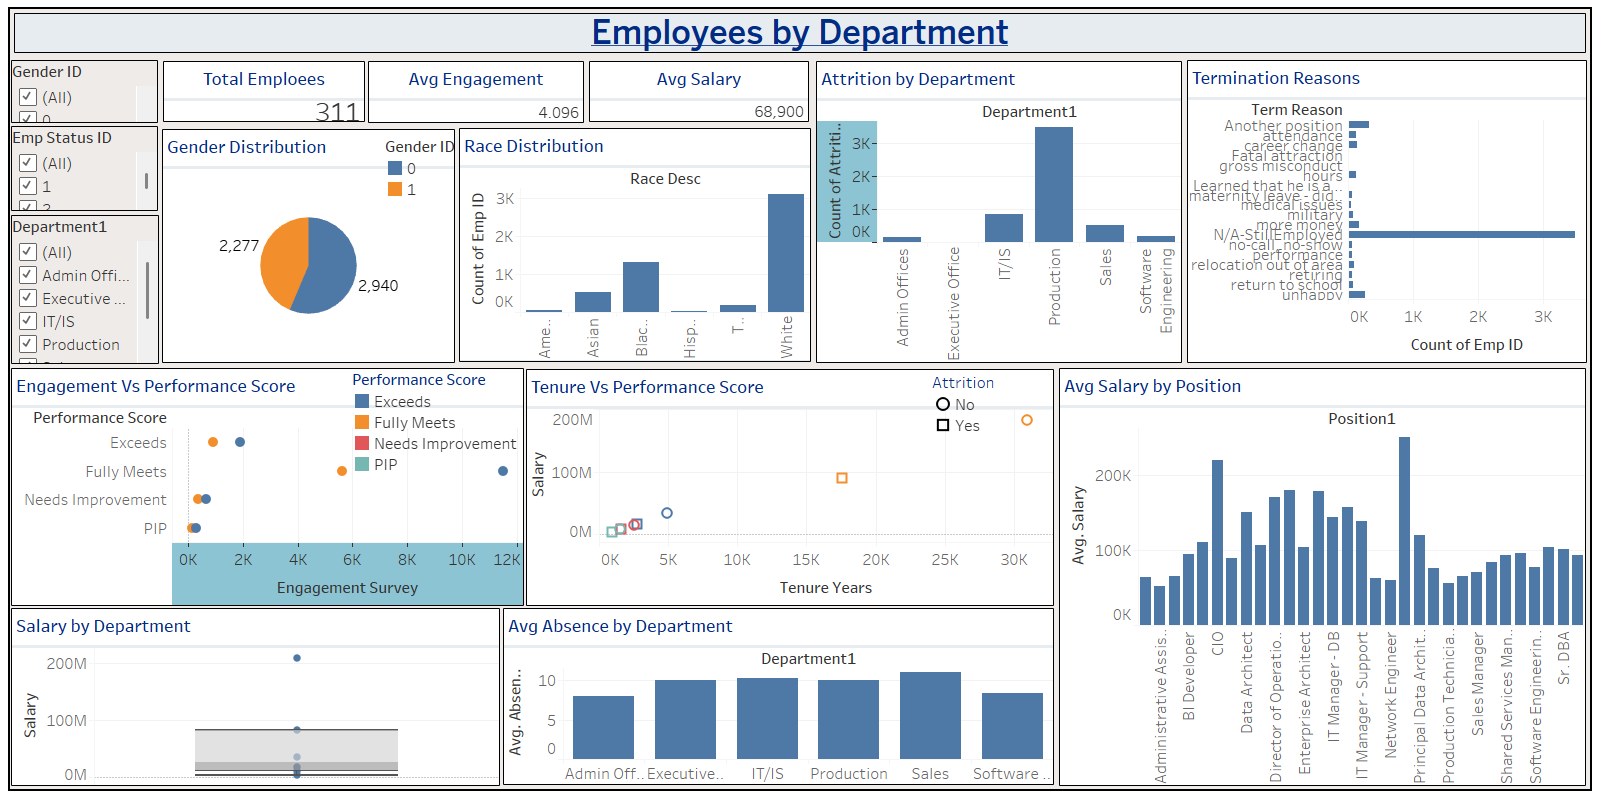 Employees by Department
Gender ID
(All)
0
Emp Status ID
(All)
1
2
Department1
(All)
Admin Offi...
Executive ...
IT/IS
Production
Total Emploees
311
Avg Engagement
4.096
Avg Salary
68,900
Gender Distribution
Gender ID
0
1
2,277
2,940
Race Distribution
Race Desc
Count of Emp ID
3K
2K
1K
0K
Ame..
Asian
Blac..
Hisp..
T..
White
Attrition by Department
Department1
Count of Attriti..
3K
2K
1K
0K
Admin Offices
Executive Office
IT/IS
Production
Sales
Software
Engineering
Termination Reasons
Term Reason
Another position
attendance
career change
Fatal attraction
gross misconduct
hours
Learned that he is a...
maternity leave - did...
medical issues
military
more money
N/A-StillEmployed
no-call, no-show
performance
relocation out of area
retiring
return to school
unhappy
0K
1K
2K
3K
Count of Emp ID
Engagement Vs Performance Score
Performance Score
Exceeds
Fully Meets
Needs Improvement
PIP
Performance Score
Exceeds
Fully Meets
Needs Improvement
PIP
0K
2K
4K
6K
8K
10K
12K
Engagement Survey
Tenure Vs Performance Score
Attrition
No
Yes
Salary
200M
100M
0M
0K
5K
10K
15K
20K
25K
30K
Tenure Years
Avg Salary by Position
Position1
Avg. Salary
200K
100K
0K
Administrative Assis..
BI Developer
CIO
Data Architect
Director of Operatio..
Enterprise Architect
IT Manager - DB
IT Manager - Support
Network Engineer
Principal Data Archit..
Production Technicia..
Sales Manager
Shared Services Man..
Software Engineerin..
Sr. DBA
Salary by Department
Salary
200M
100M
0M
Avg Absence by Department
Department1
Avg. Absen..
10
5
0
Admin Off..
Executive..
IT/IS
Production
Sales
Software ..